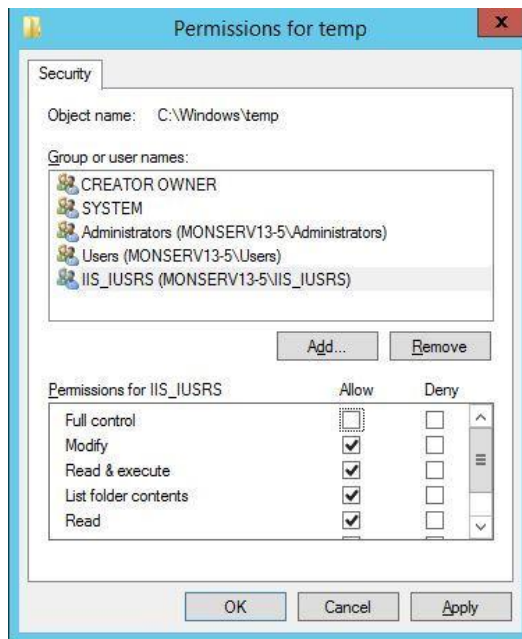 Permissions for temp
x
Security
Object name: C:\Windows\temp
Group or user names:
CREATOR OWNER
SYSTEM
Administrators (MONSERV13-5\Administrators)
Users (MONSERV13-5\Users)
IIS_IUSRS (MONSERV13-5\IIS_IUSRS)
Add... Remove
Permissions for IIS_IUSRS Allow Deny
Full control
Modify
Read & execute
List folder contents
Read
OK Cancel Apply